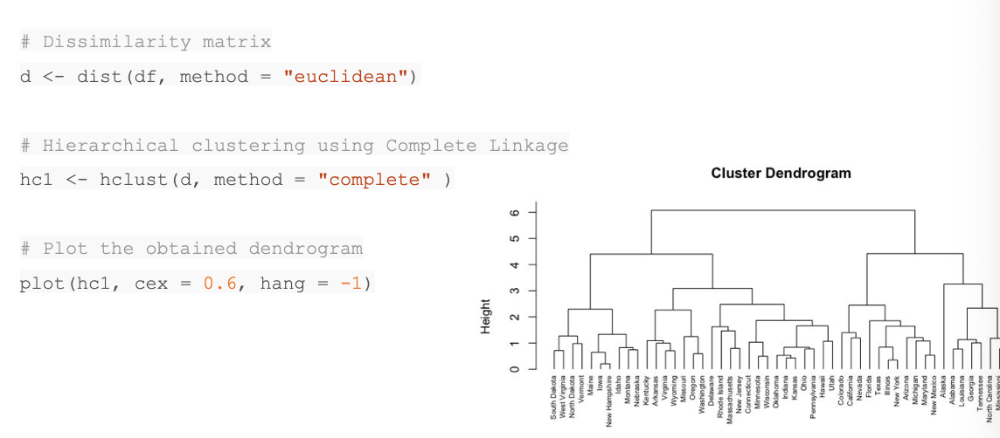 # Dissimilarity matrix
d <- dist(df, method = "euclidean")
# Hierarchical clustering using Complete Linkage
hc1 <- hclust(d, method = "complete" )
# Plot the obtained dendrogram
plot(hc1, cex = 0.6, hang = -1)
Cluster Dendrogram
Height
6
5
4
3
2
1
0
South Dakota
West Virginia
North Dakota
Vermont
Maine
Iowa
New Hampshire
Idaho
Montana
Nebraska
Kentucky
Arkansas
Virginia
Wyoming
Missouri
Oregon
Washington
Delaware
Rhode Island
Massachusetts
New Jersey
Connecticut
Minnesota
Wisconsin
Oklahoma
Indiana
Kansas
Ohio
Pennsylvania
Hawaii
Utah
Colorado
California
Nevada
Florida
Texas
Illinois
New York
Arizona
Michigan
Maryland
New Mexico
Alaska
Alabama
Louisiana
Georgia
Tennessee
North Carolina